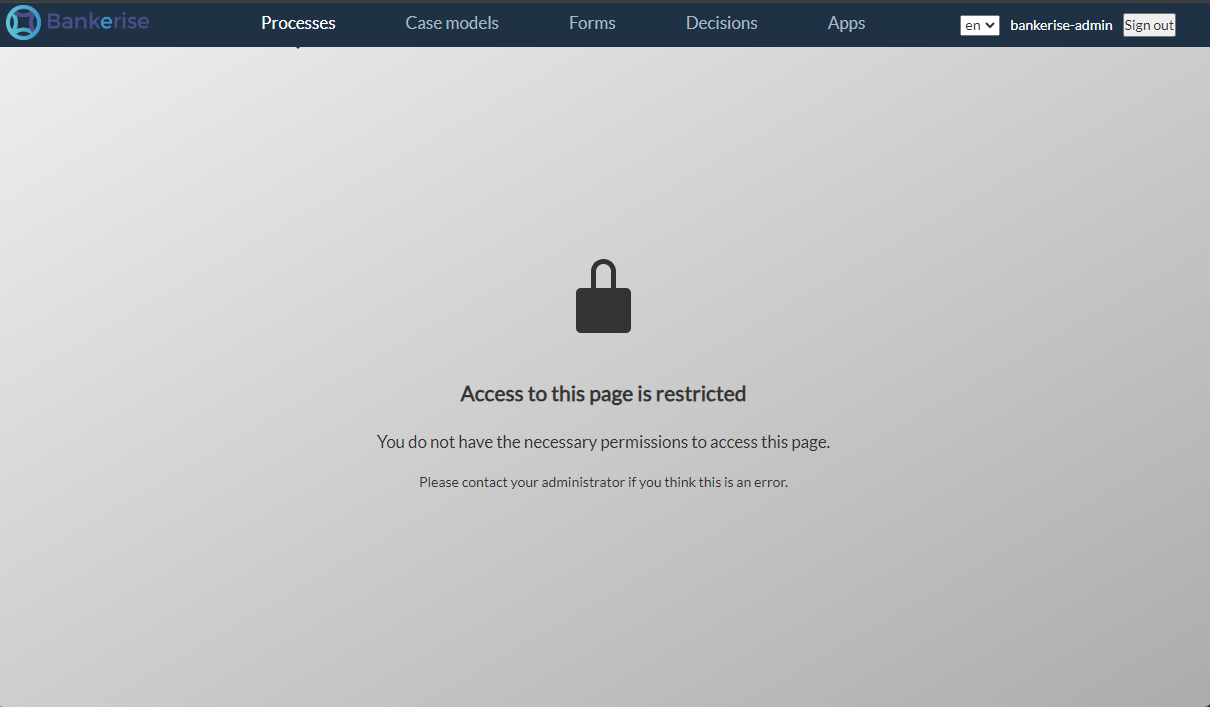 Bankerise
Processes Case models Forms Decisions Apps en bankerise-admin Sign out
Access to this page is restricted
You do not have the necessary permissions to access this page.
Please contact your administrator if you think this is an error.